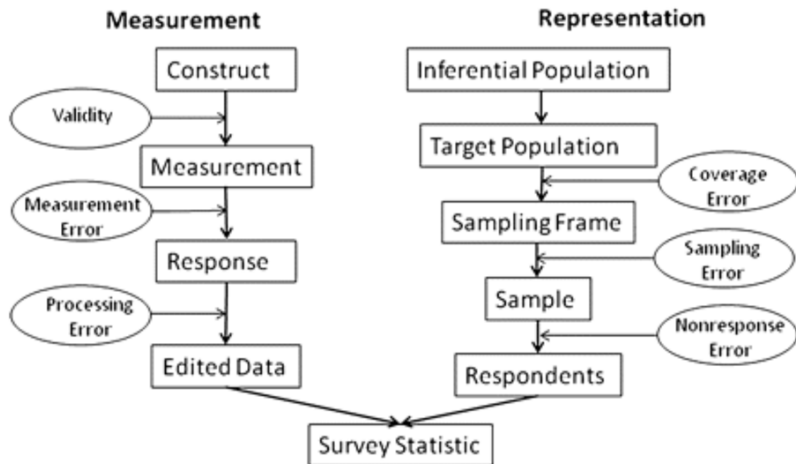 Measurement
Representation
Construct
Inferential Population
Validity
Target Population
Measurement
Coverage
Error
Measurement
Error
Sampling Frame
Response
Sampling
Error
Processing
Error
Sample
Nonresponse
Error
Edited Data
Respondents
Survey Statistic